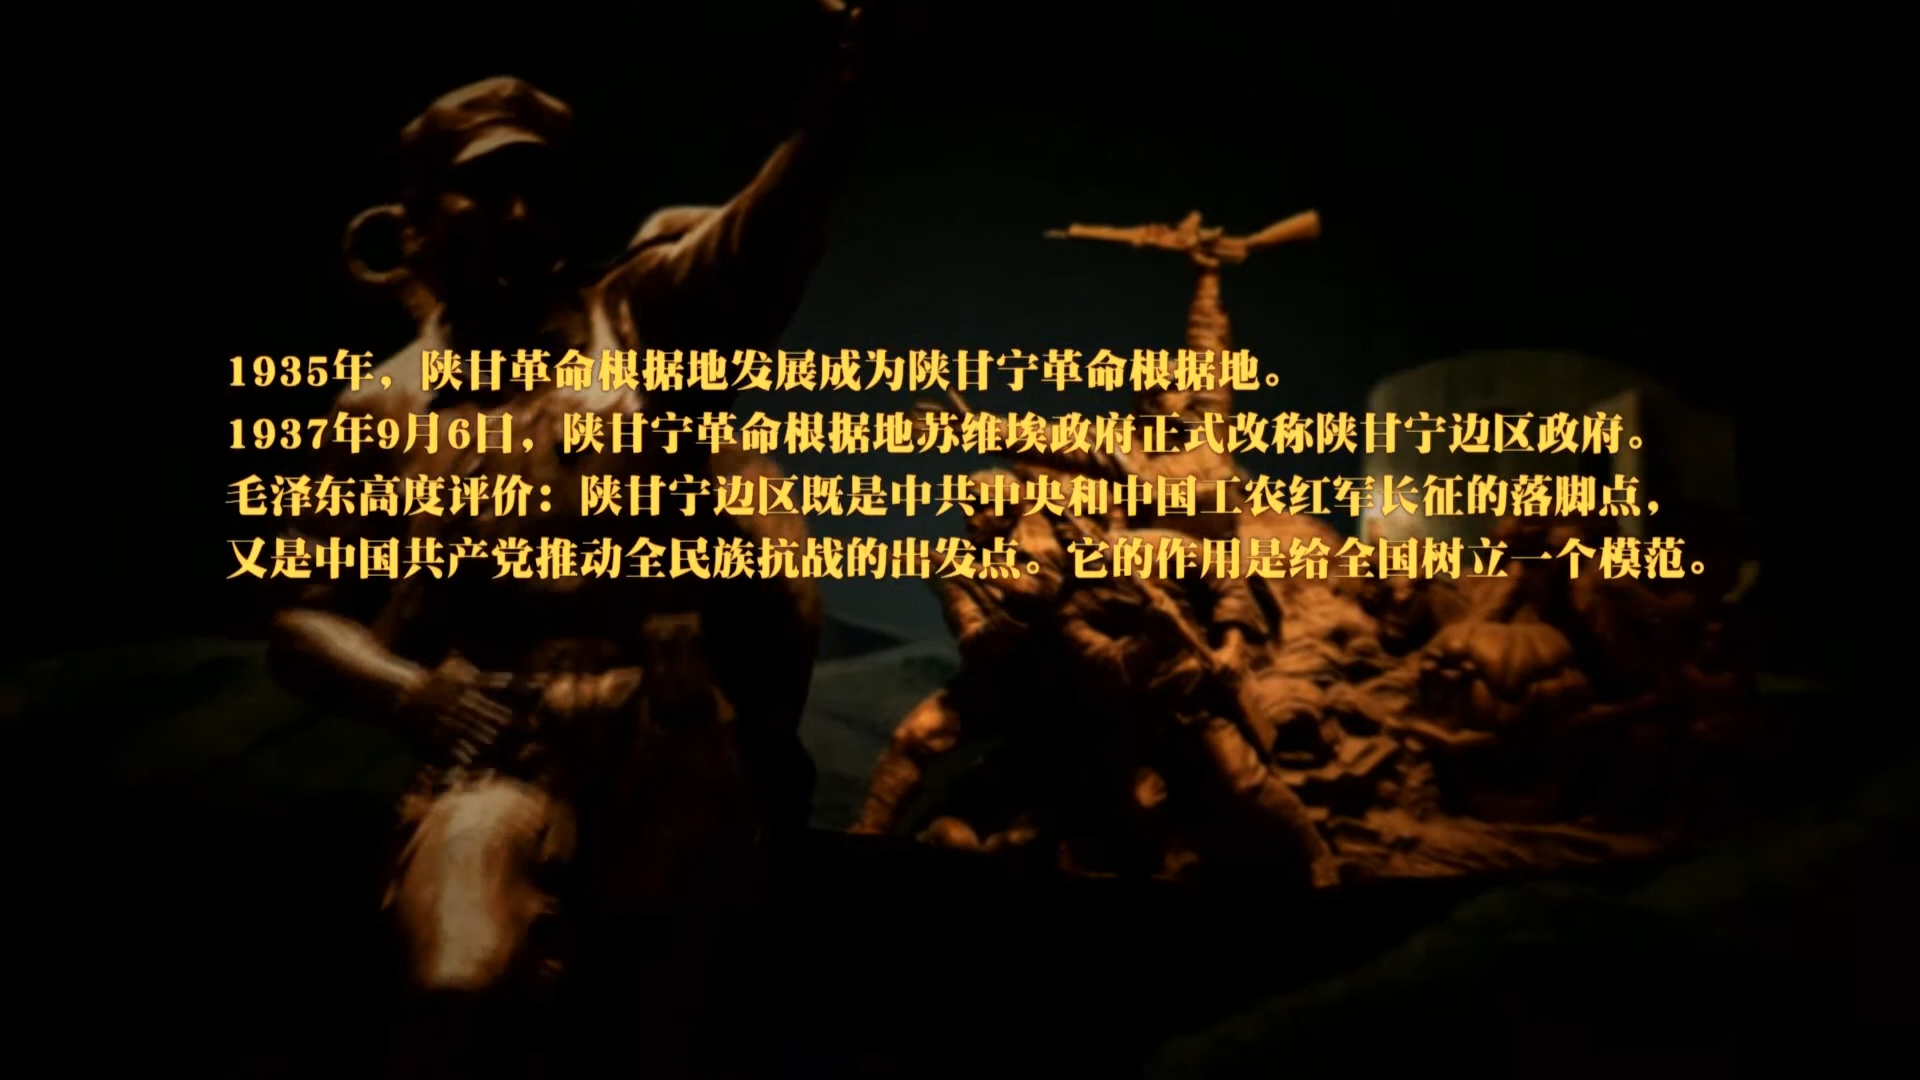 1935年，陕甘革命根据地发展成为陕甘宁革命根据地。
1937年9月6日，陕甘宁革命根据地苏维埃政府正式改称陕甘宁边区政府。
毛泽东高度评价：陕甘宁边区既是中共中央和中国工农红军长征的落脚点，
又是中国共产党推动全民族抗战的出发点。它的作用是给全国树立一个模范。